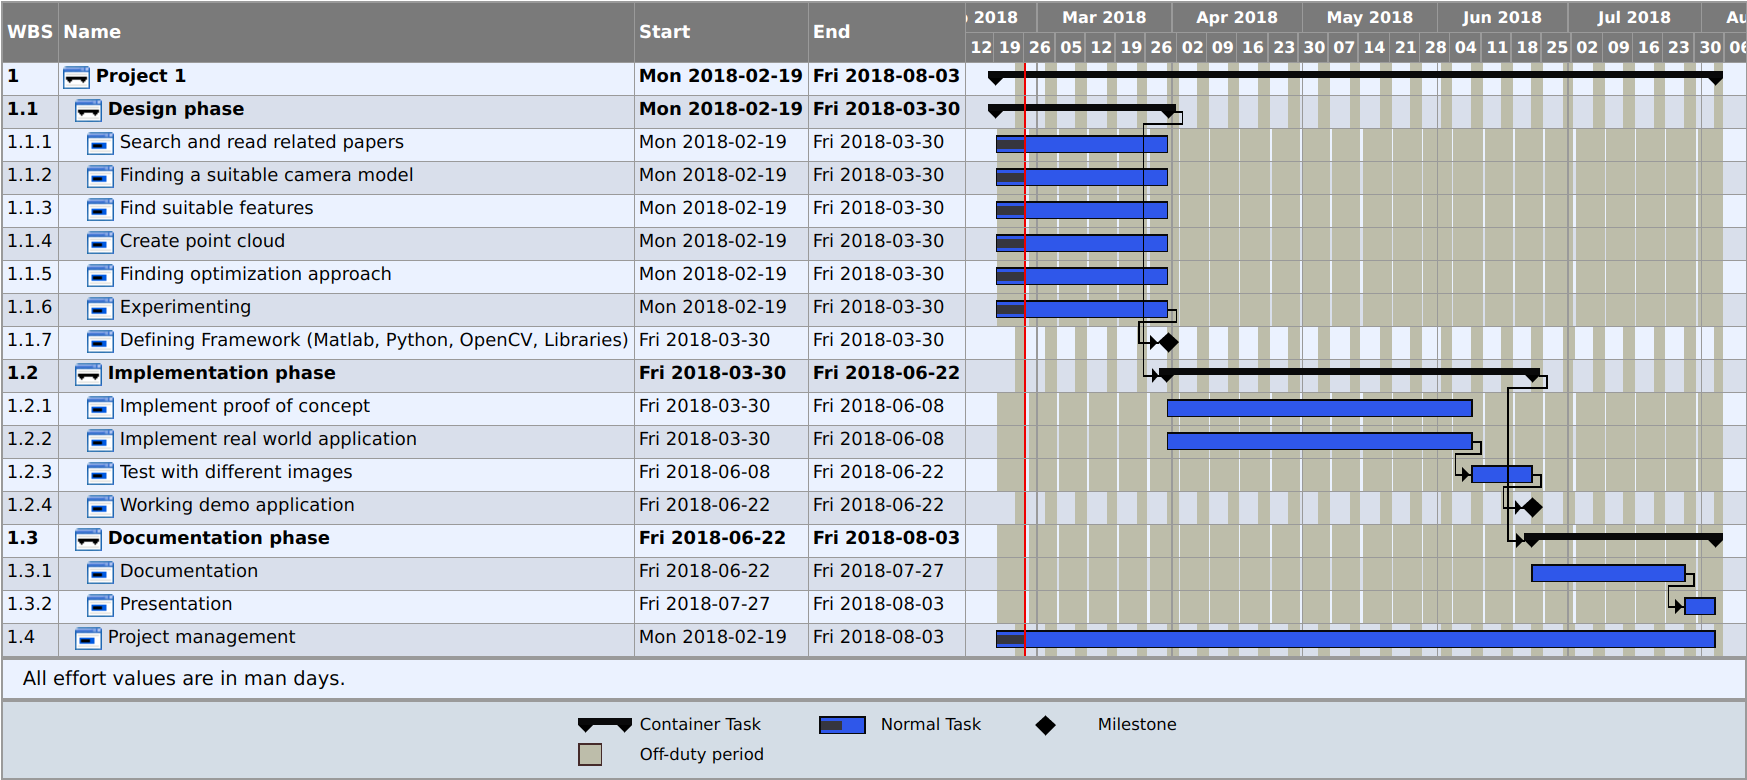 WBS Name Start End 2018 Mar 2018 Apr 2018 May 2018 Jun 2018 Jul 2018 Au
12 19 26 05 12 19 26 02 09 16 23 30 07 14 21 28 04 11 18 25 02 09 16 23 30 06
1 Project 1 Mon 2018-02-19 Fri 2018-08-03
1.1 Design phase Mon 2018-02-19 Fri 2018-03-30
1.1.1 Search and read related papers Mon 2018-02-19 Fri 2018-03-30
1.1.2 Finding a suitable camera model Mon 2018-02-19 Fri 2018-03-30
1.1.3 Find suitable features Mon 2018-02-19 Fri 2018-03-30
1.1.4 Create point cloud Mon 2018-02-19 Fri 2018-03-30
1.1.5 Finding optimization approach Mon 2018-02-19 Fri 2018-03-30
1.1.6 Experimenting Mon 2018-02-19 Fri 2018-03-30
1.1.7 Defining Framework (Matlab, Python, OpenCV, Libraries) Fri 2018-03-30 Fri 2018-03-30
1.2 Implementation phase Fri 2018-03-30 Fri 2018-06-22
1.2.1 Implement proof of concept Fri 2018-03-30 Fri 2018-06-08
1.2.2 Implement real world application Fri 2018-03-30 Fri 2018-06-08
1.2.3 Test with different images Fri 2018-06-08 Fri 2018-06-22
1.2.4 Working demo application Fri 2018-06-22 Fri 2018-06-22
1.3 Documentation phase Fri 2018-06-22 Fri 2018-08-03
1.3.1 Documentation Fri 2018-06-22 Fri 2018-07-27
1.3.2 Presentation Fri 2018-07-27 Fri 2018-08-03
1.4 Project management Mon 2018-02-19 Fri 2018-08-03
All effort values are in man days.
Container Task Normal Task Milestone
Off-duty period